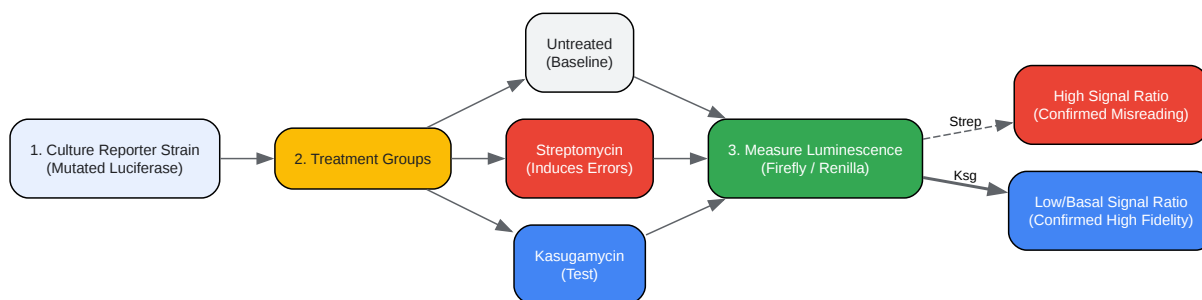 1. Culture Reporter Strain
(Mutated Luciferase)
2. Treatment Groups
Untreated
(Baseline)
Streptomycin
(Induces Errors)
Kasugamycin
(Test)
3. Measure Luminescence
(Firefly / Renilla)
Strep
Ksg
High Signal Ratio
(Confirmed Misreading)
Low/Basal Signal Ratio
(Confirmed High Fidelity)